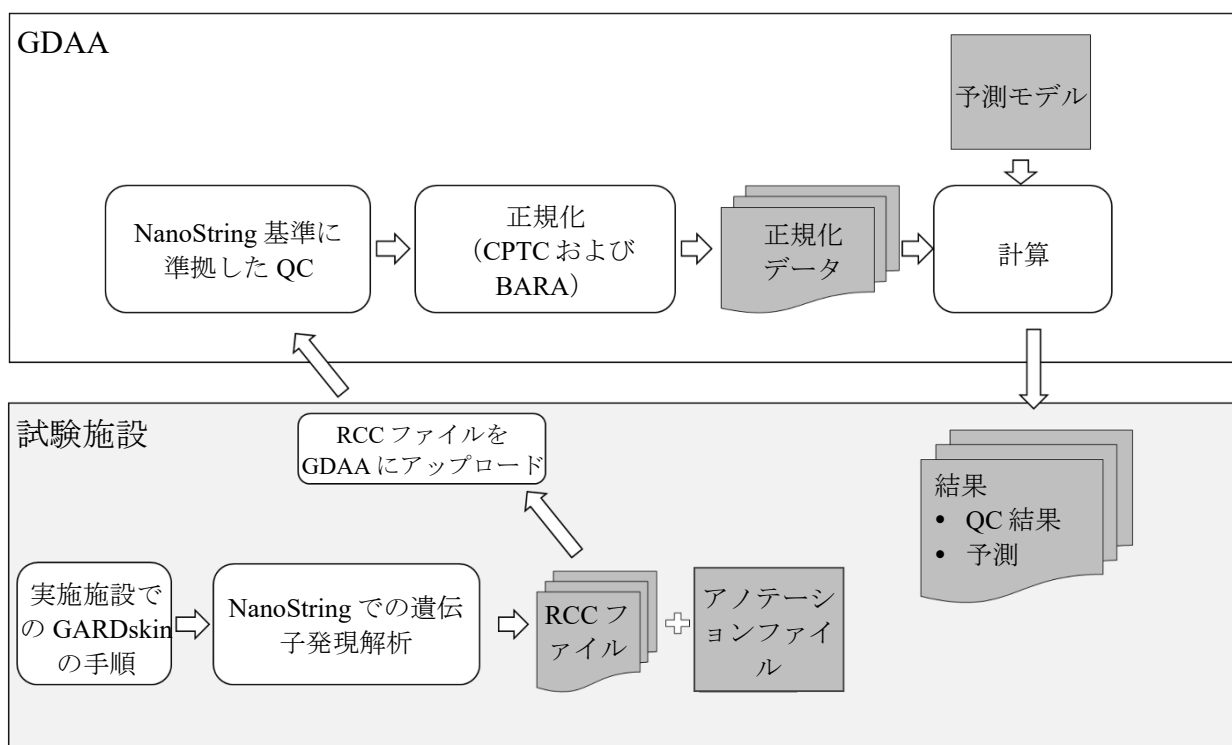 GDAA
予測モデル
NanoString 基準に
準拠した QC
正規化
（CPTC および
BARA）
正規化
データ
計算
試験施設
RCC ファイルを
GDAA にアップロード
結果
• QC 結果
• 予測
実施施設で
の GARDskin
の手順
NanoString での遺伝
子発現解析
RCC フ
ァイル
アノテーシ
ョンファイ
ル